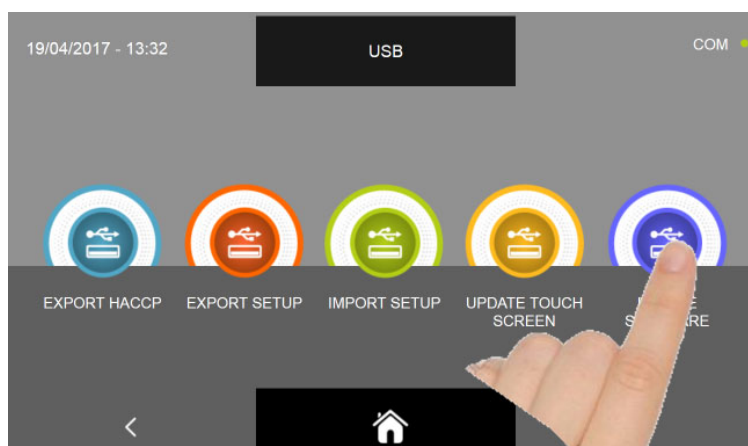 19/04/2017 - 13:32
USB
COM
EXPORT HACCP
EXPORT SETUP
IMPORT SETUP
UPDATE TOUCH
SCREEN